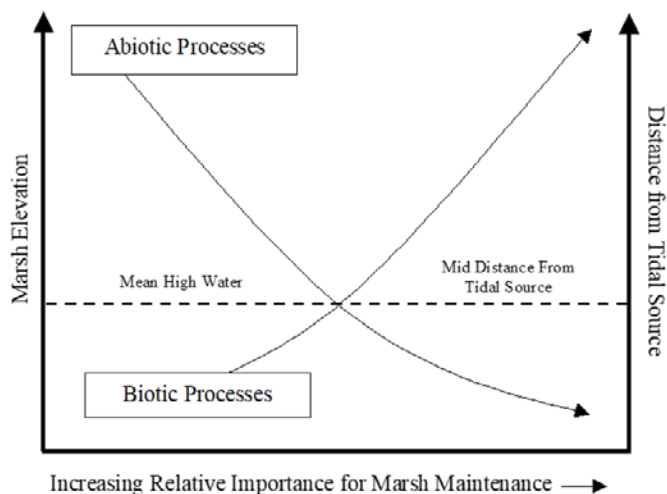 Abiotic Processes
Marsh Elevation
Distance from Tidal Source
Mean High Water
Mid Distance From
Tidal Source
Biotic Processes
Increasing Relative Importance for Marsh Maintenance